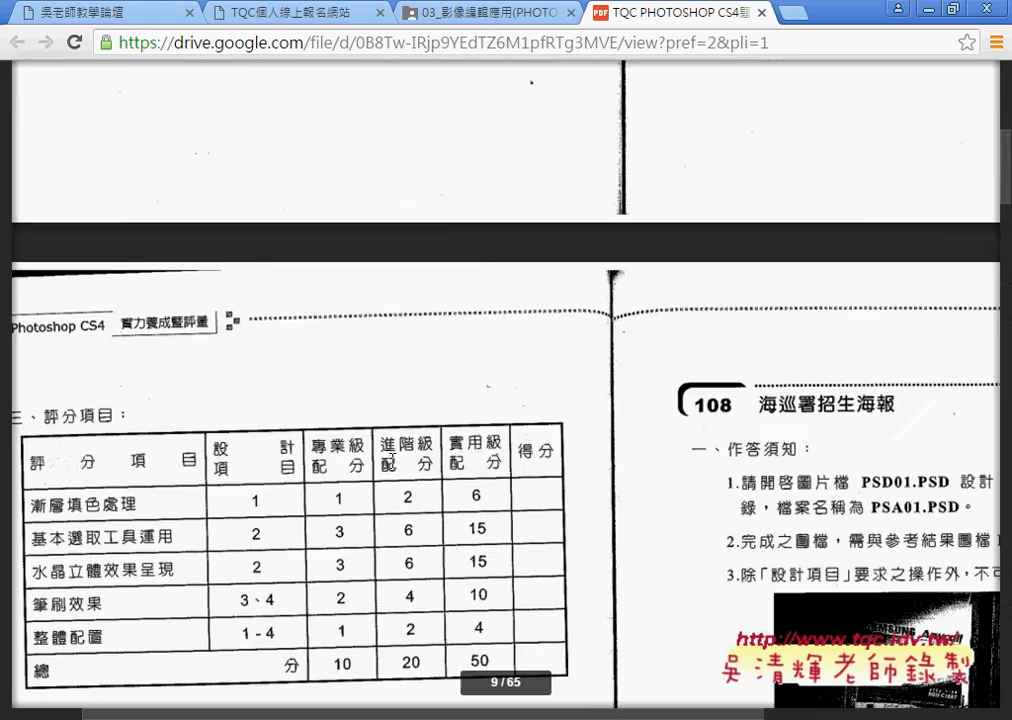 吳老師教學論壇
TQC個人線上報名網站
03_影像編輯應用(PHOTO
TQC PHOTOSHOP CS4題
https://drive.google.com/file/d/0B8Tw-IRjp9YEdTZ6M1pfRTg3MVE/view?pref=2&pli=1
Photoshop CS4 實力養成暨評量
三、評分項目：
評分項目 設計項目 專業級配分 進階級配分 實用級配分 得分
漸層填色處理 1 1 2 6
基本選取工具運用 2 3 6 15
水晶立體效果呈現 2 3 6 15
筆刷效果 3、4 2 4 10
整體配置 1 - 4 1 2 4
總分 10 20 50
9 / 65
108 海巡署招生海報
一、作答須知：
1.請開啓圖片檔 PSD01.PSD 設計
錄，檔案名稱為 PSA01.PSD。
2.完成之圖檔，需與參考結果圖檔
3.除「設計項目」要求之操作外，不可
SAMSUNG
http://www.tqc.idv.tw/
吳清輝老師錄製